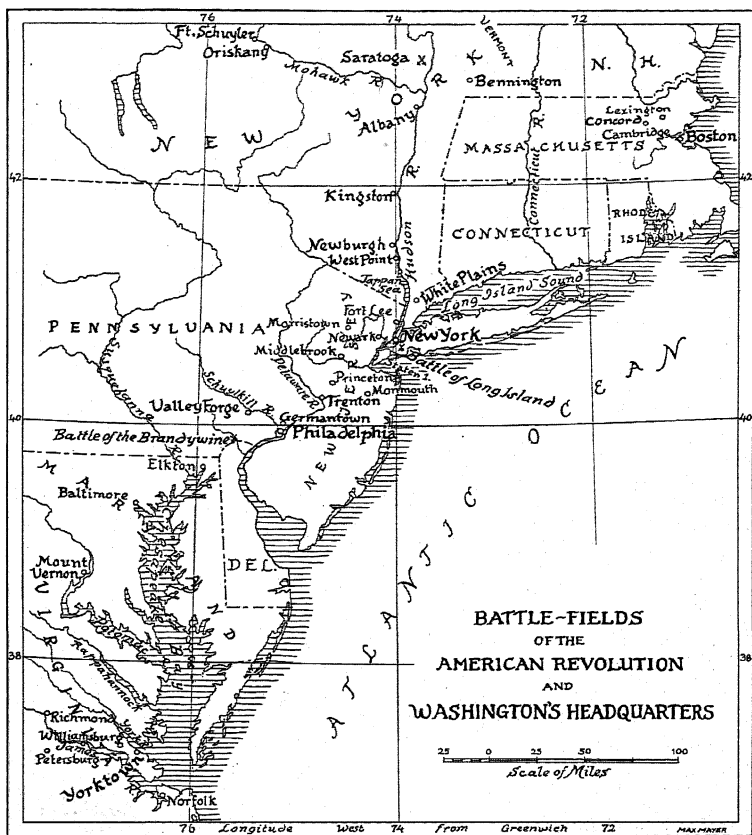 76
74
72
Ft. Schuyler
Oriskany
Mohawk R.
Saratoga
VERMONT
Bennington
N. H.
NEW YORK
Albany
Lexington
Concord
Cambridge
Boston
MASSACHUSETTS
Connecticut R.
42
42
Kingston
Hudson R.
CONNECTICUT
RHODE
ISLAND
Newburgh
West Point
Tappan
Sea
White Plains
Long Island Sound
PENNSYLVANIA
Fort Lee
Morristown
Newark
New York
Middlebrook
Staten I.
Battle of Long Island
Susquehanna R.
Schuylkill R.
Delaware
Princeton
Monmouth
Trenton
Valley Forge
Germantown
40
40
Philadelphia
Battle of the Brandywine
NEW JERSEY
Elkton
MARYLAND
Baltimore
DEL.
Mount
Vernon
Chesapeake Bay
ATLANTIC OCEAN
VIRGINIA
Potomac
Rappahannock
38
38
Richmond
Williamsburg
York R.
James R.
Petersburg
Yorktown
Norfolk
BATTLE-FIELDS
OF THE
AMERICAN REVOLUTION
AND
WASHINGTON'S HEADQUARTERS
25 0 25 50 100
Scale of Miles
76 Longitude West 74 From Greenwich 72
MAX MAYER